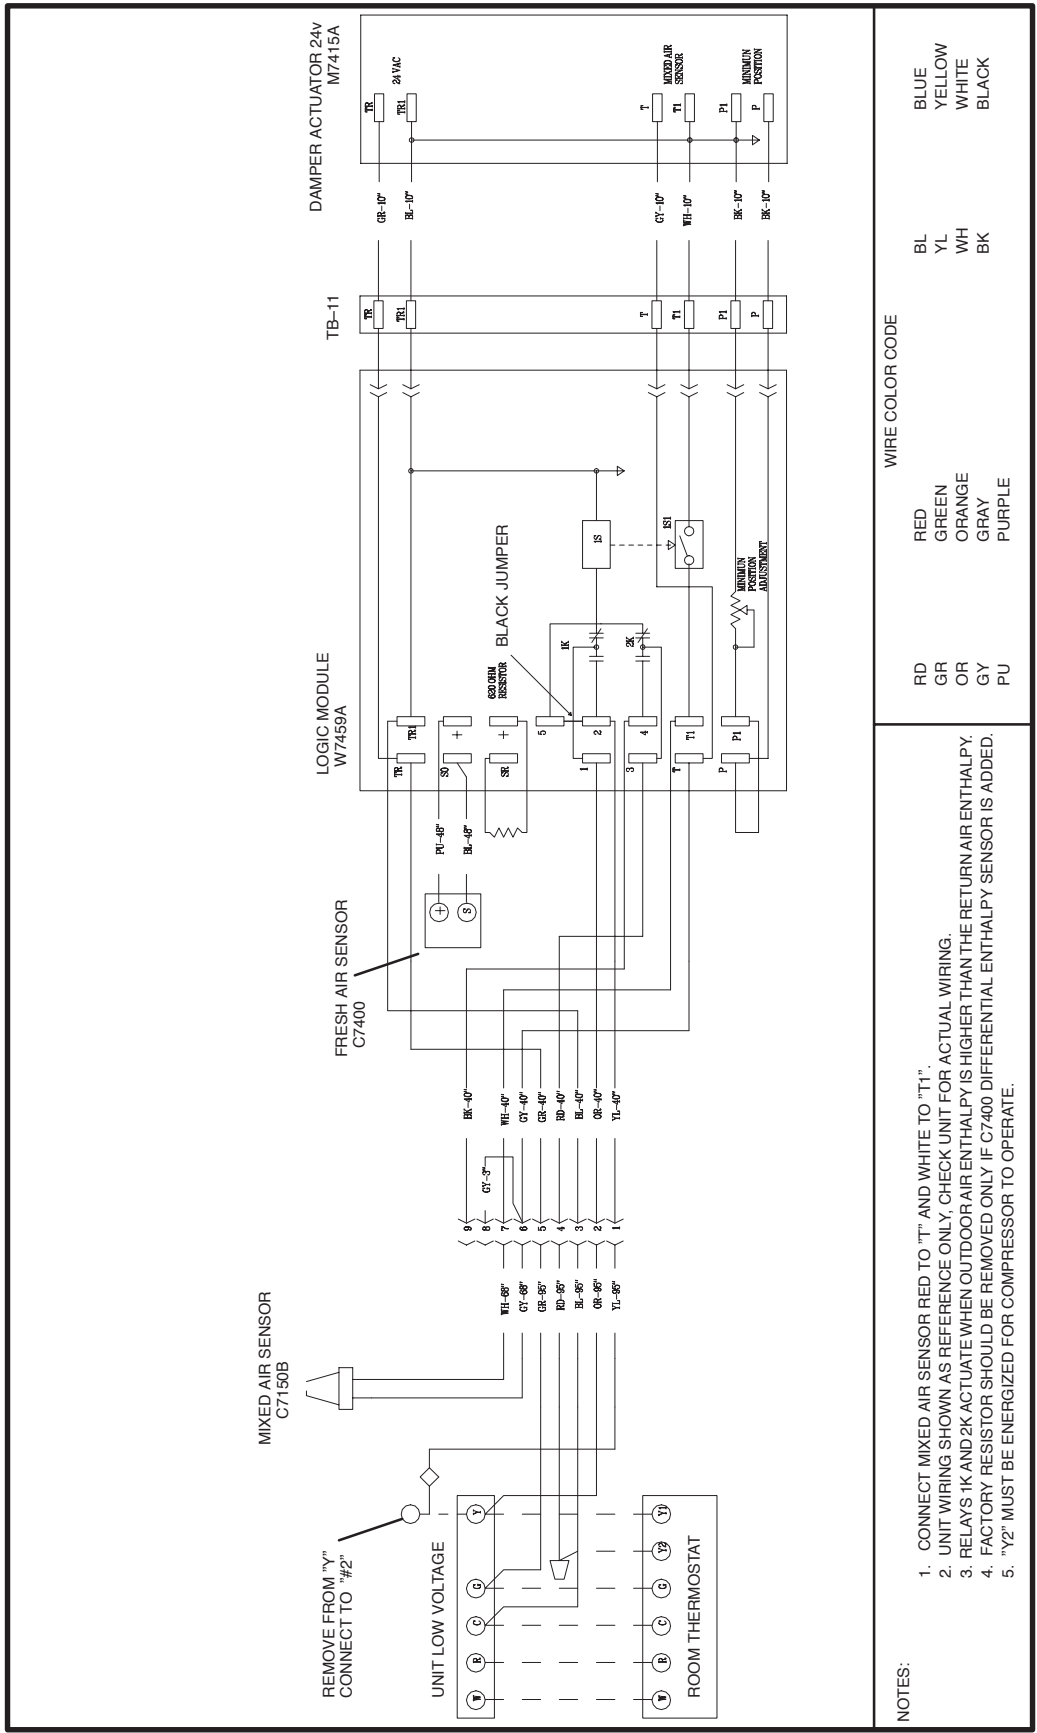 DAMPER ACTUATOR 24v
M7415A
TR
TR1
24 VAC
T
T1
MIXED AIR
SENSOR
P1
P
MINIMUN
POSITION
GR-10"
BL-10"
GY-10"
WH-10"
BK-10"
BK-10"
TB–11
TR
TR1
T
T1
P1
P
LOGIC MODULE
W7459A
BLACK JUMPER
1S
1S1
1K
2K
MINIMUN
POSITION
ADJUSTMENT
620 OHM
RESISTOR
TR
TR1
SO
+
SR
+
5
1
2
3
4
T
T1
P
P1
PU-48"
BL-48"
+
S
FRESH AIR SENSOR
C7400
BK-40"
WH-40"
GY-40"
GR-40"
RD-40"
BL-40"
OR-40"
YL-40"
GY-3"
9
8
7
6
5
4
3
2
1
WH-68"
GY-68"
GR-95"
RD-95"
BL-95"
OR-95"
YL-95"
MIXED AIR SENSOR
C7150B
REMOVE FROM "Y"
CONNECT TO "#2"
UNIT LOW VOLTAGE
W
R
C
G
Y
ROOM THERMOSTAT
W
R
C
G
Y2
Y1
NOTES:
1. CONNECT MIXED AIR SENSOR RED TO "T" AND WHITE TO "T1".
2. UNIT WIRING SHOWN AS REFERENCE ONLY, CHECK UNIT FOR ACTUAL WIRING.
3. RELAYS 1K AND 2K ACTUATE WHEN OUTDOOR AIR ENTHALPY IS HIGHER THAN THE RETURN AIR ENTHALPY.
4. FACTORY RESISTOR SHOULD BE REMOVED ONLY IF C7400 DIFFERENTIAL ENTHALPY SENSOR IS ADDED.
5. "Y2" MUST BE ENERGIZED FOR COMPRESSOR TO OPERATE.
WIRE COLOR CODE
RD RED BL BLUE
GR GREEN YL YELLOW
OR ORANGE WH WHITE
GY GRAY BK BLACK
PU PURPLE